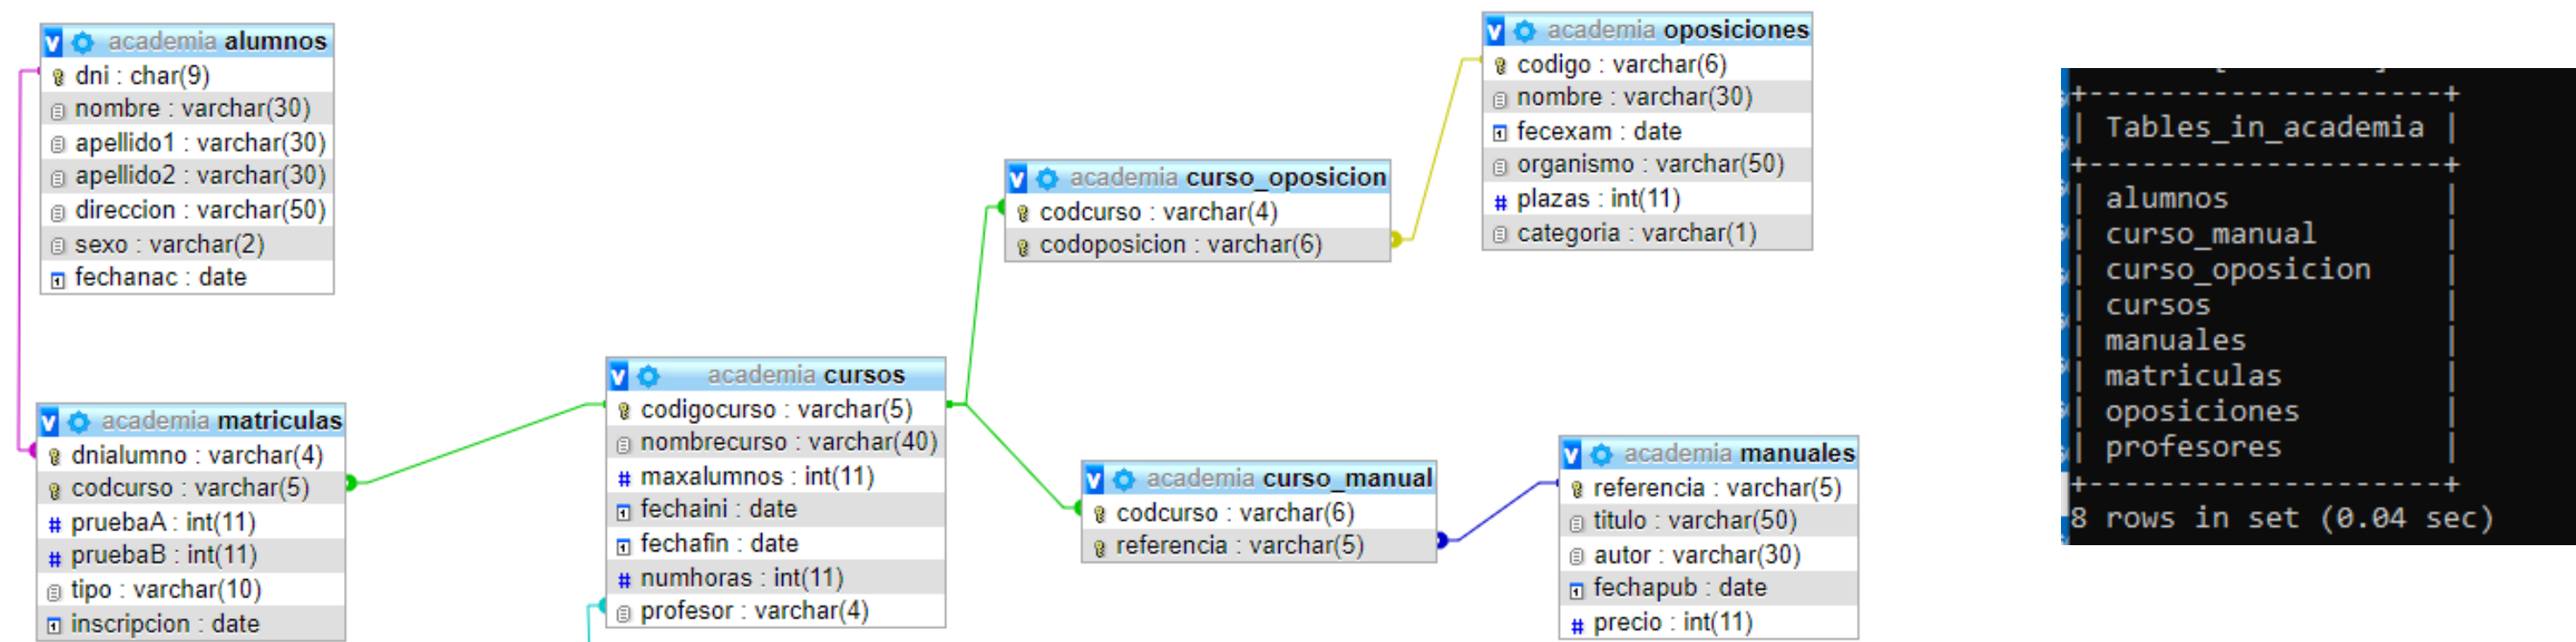 academia alumnos
dni : char(9)
nombre : varchar(30)
apellido1 : varchar(30)
apellido2 : varchar(30)
direccion : varchar(50)
sexo : varchar(2)
fechanac : date
academia matriculas
dnialumno : varchar(4)
codcurso : varchar(5)
pruebaA : int(11)
pruebaB : int(11)
tipo : varchar(10)
inscripcion : date
academia cursos
codigocurso : varchar(5)
nombrecurso : varchar(40)
maxalumnos : int(11)
fechaini : date
fechafin : date
numhoras : int(11)
profesor : varchar(4)
academia curso_oposicion
codcurso : varchar(4)
codoposicion : varchar(6)
academia oposiciones
codigo : varchar(6)
nombre : varchar(30)
fecexam : date
organismo : varchar(50)
plazas : int(11)
categoria : varchar(1)
academia curso_manual
codcurso : varchar(6)
referencia : varchar(5)
academia manuales
referencia : varchar(5)
titulo : varchar(50)
autor : varchar(30)
fechapub : date
precio : int(11)
+--------------------+
| Tables_in_academia |
+--------------------+
| alumnos |
| curso_manual |
| curso_oposicion |
| cursos |
| manuales |
| matriculas |
| oposiciones |
| profesores |
+--------------------+
8 rows in set (0.04 sec)